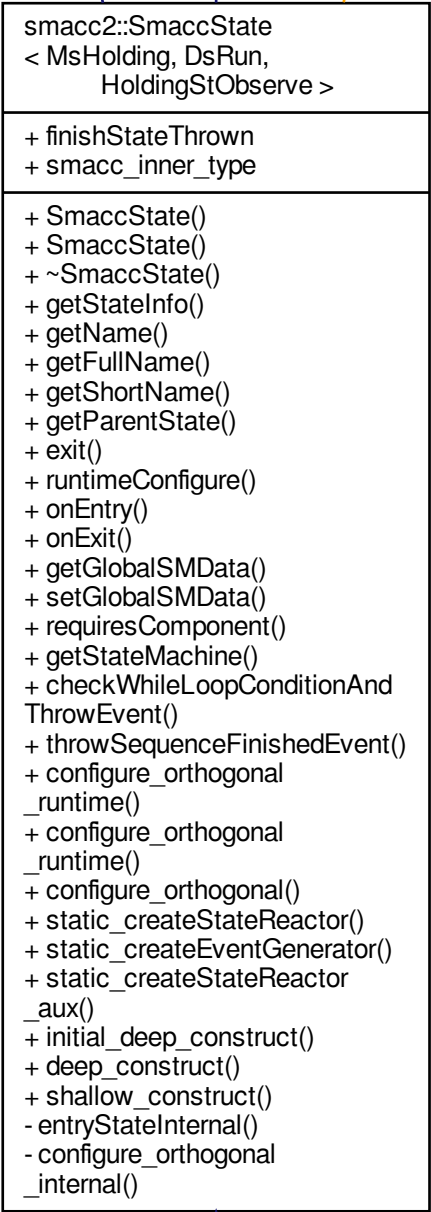 smacc2::SmaccState
< MsHolding, DsRun,
HoldingStObserve >
+ finishStateThrown
+ smacc_inner_type
+ SmaccState()
+ SmaccState()
+ ~SmaccState()
+ getStateInfo()
+ getName()
+ getFullName()
+ getShortName()
+ getParentState()
+ exit()
+ runtimeConfigure()
+ onEntry()
+ onExit()
+ getGlobalSMData()
+ setGlobalSMData()
+ requiresComponent()
+ getStateMachine()
+ checkWhileLoopConditionAnd
ThrowEvent()
+ throwSequenceFinishedEvent()
+ configure_orthogonal
_runtime()
+ configure_orthogonal
_runtime()
+ configure_orthogonal()
+ static_createStateReactor()
+ static_createEventGenerator()
+ static_createStateReactor
_aux()
+ initial_deep_construct()
+ deep_construct()
+ shallow_construct()
- entryStateInternal()
- configure_orthogonal
_internal()